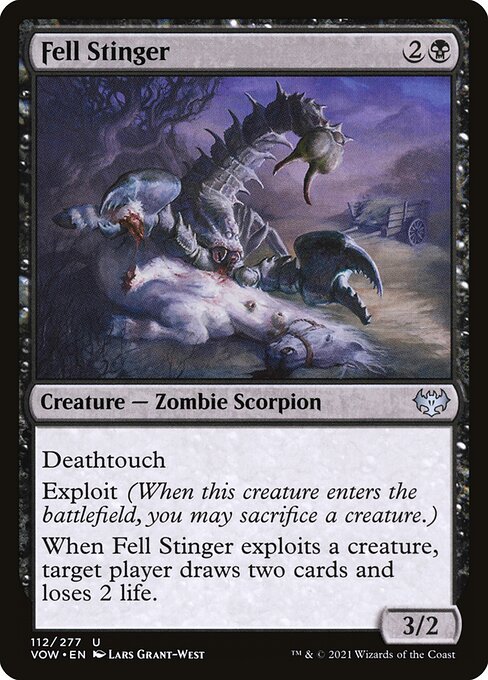 Fell Stinger 2
Creature — Zombie Scorpion
Deathtouch
Exploit (When this creature enters the
battlefield, you may sacrifice a creature.)
When Fell Stinger exploits a creature,
target player draws two cards and
loses 2 life.
3/2
112/277 U
VOW • EN Lars Grant-West
™ & © 2021 Wizards of the Coast